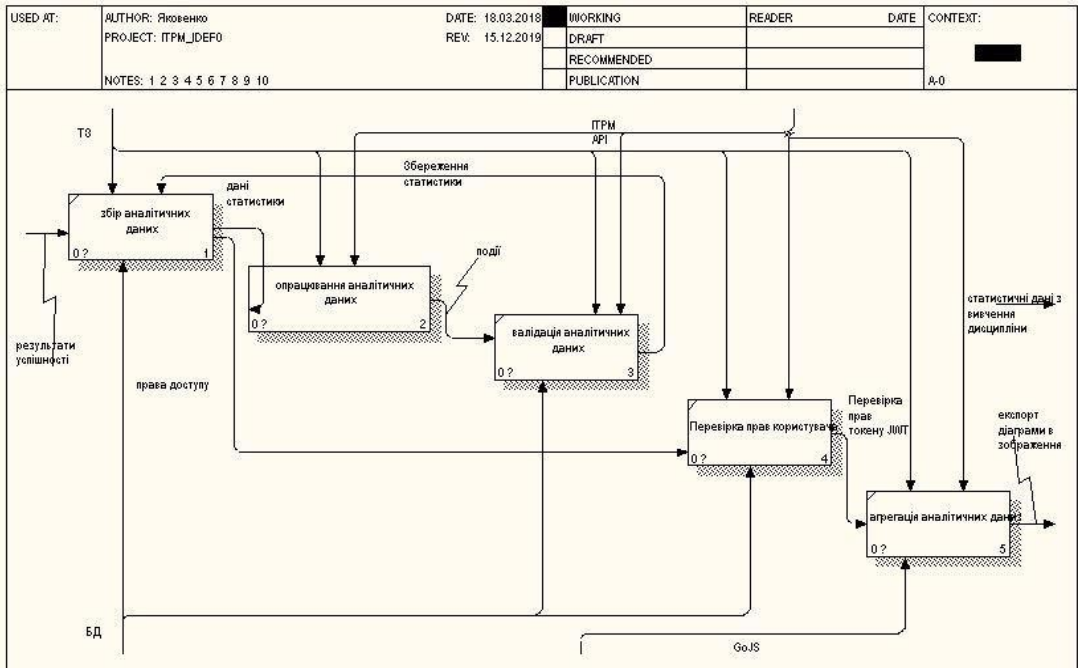 USED AT:
AUTHOR: Яковенко
DATE: 18.03.2018
WORKING
READER
DATE
CONTEXT:
PROJECT: ITPM_IDEF0
REV: 15.12.2019
DRAFT
RECOMMENDED
NOTES: 1 2 3 4 5 6 7 8 9 10
PUBLICATION
A-0
ТЗ
ITPM
API
Збереження
статистики
дані
статистики
збір аналітичних
даних
0 ?
1
події
опрацювання аналітичних
даних
0 ?
2
статистичні дані з
вивчення
дисципліни
валідація аналітичних
даних
0 ?
3
результати
успішності
права доступу
Перевірка
прав
токену JWT
Перевірка прав користувача
0 ?
4
експорт
діаграми в
зображення
агрегація аналітичних даних
0 ?
5
БД
GoJS